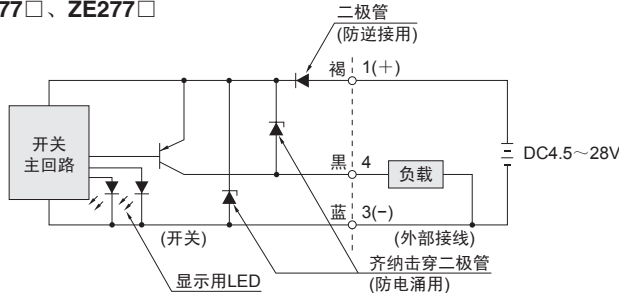 77□、ZE277□
二极管
(防逆接用)
褐 1(+)
开关
主回路
DC4.5～28V
黒 4
负载
蓝 3(−)
(开关)
(外部接线)
齐纳击穿二极管
(防电涌用)
显示用LED